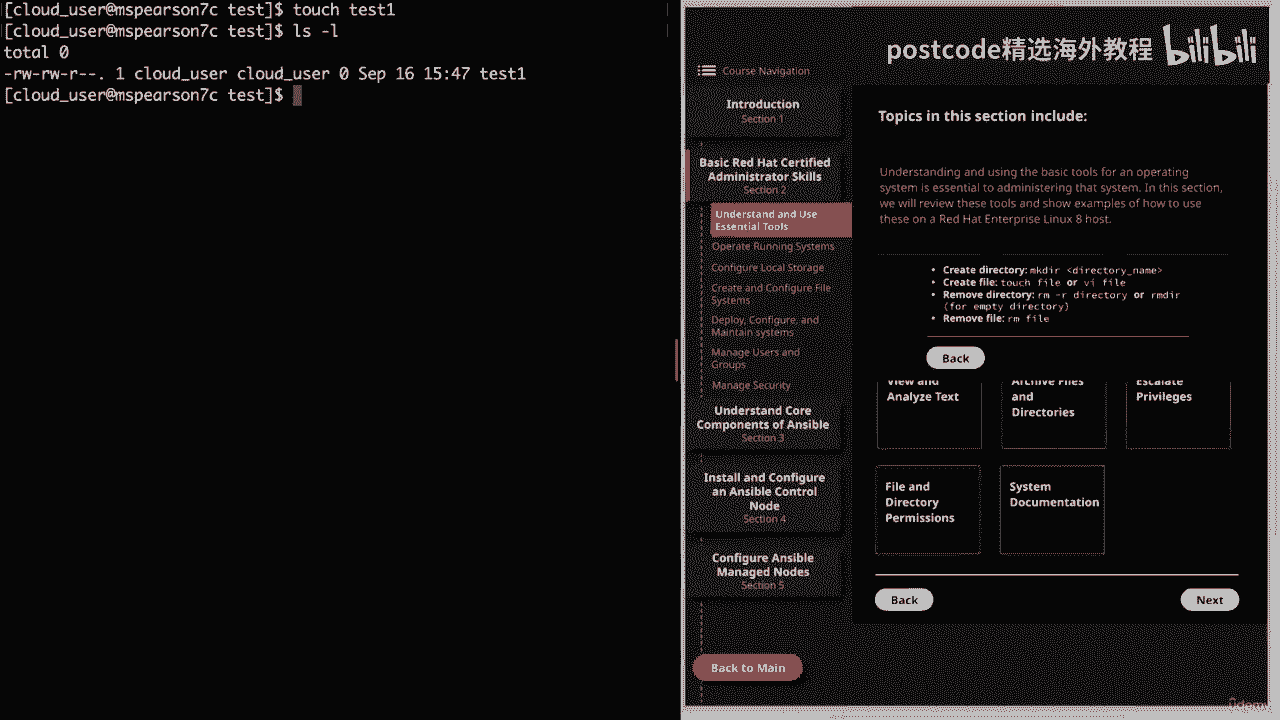 [cloud_user@mspearson7c test]$ touch test1
[cloud_user@mspearson7c test]$ ls -l
total 0
-rw-rw-r--. 1 cloud_user cloud_user 0 Sep 16 15:47 test1
[cloud_user@mspearson7c test]$
postcode精选海外教程 bilibili
Course Navigation
Introduction
Section 1
Basic Red Hat Certified
Administrator Skills
Section 2
Understand and Use
Essential Tools
Operate Running Systems
Configure Local Storage
Create and Configure File
Systems
Deploy, Configure, and
Maintain systems
Manage Users and
Groups
Manage Security
Understand Core
Components of Ansible
Section 3
Install and Configure
an Ansible Control
Node
Section 4
Configure Ansible
Managed Nodes
Section 5
Back to Main
Topics in this section include:
Understanding and using the basic tools for an operating
system is essential to administering that system. In this section,
we will review these tools and show examples of how to use
these on a Red Hat Enterprise Linux 8 host.
• Create directory: mkdir <directory_name>
• Create file: touch file or vi file
• Remove directory: rm -r directory or rmdir
(for empty directory)
• Remove file: rm file
Back
View and
Analyze Text
Archive Files
and
Directories
Escalate
Privileges
File and
Directory
Permissions
System
Documentation
Back
Next
Udemy